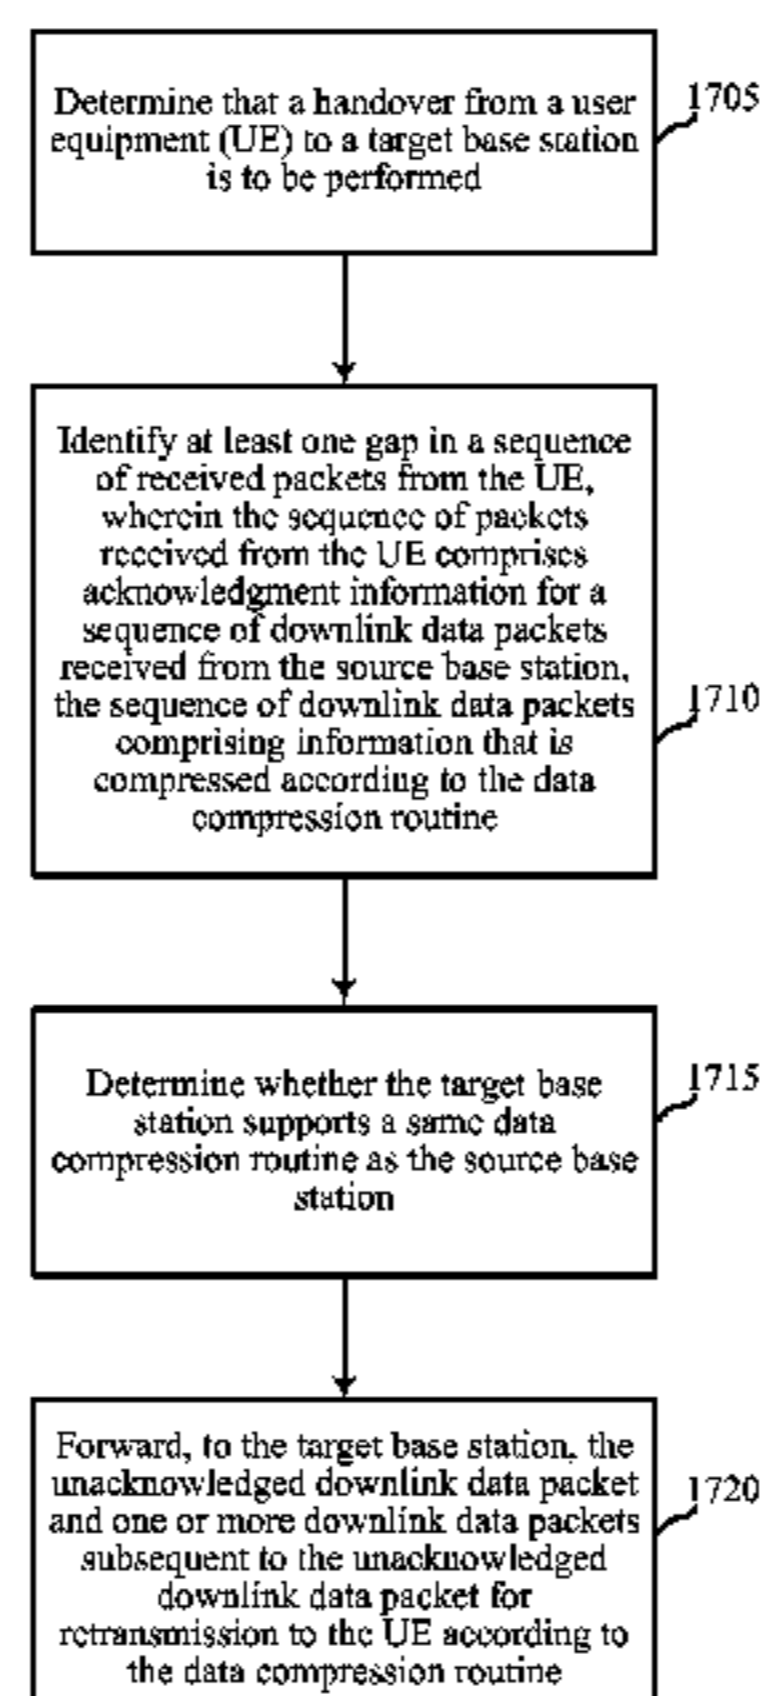 Determine that a handover from a user
equipment (UE) to a target base station
is to be performed
1705
Identify at least one gap in a sequence
of received packets from the UE,
wherein the sequence of packets
received from the UE comprises
acknowledgment information for a
sequence of downlink data packets
received from the source base station,
the sequence of downlink data packets
comprising information that is
compressed according to the data
compression routine
1710
Determine whether the target base
station supports a same data
compression routine as the source base
station
1715
Forward, to the target base station, the
unacknowledged downlink data packet
and one or more downlink data packets
subsequent to the unacknowledged
downlink data packet for
retransmission to the UE according to
the data compression routine
1720